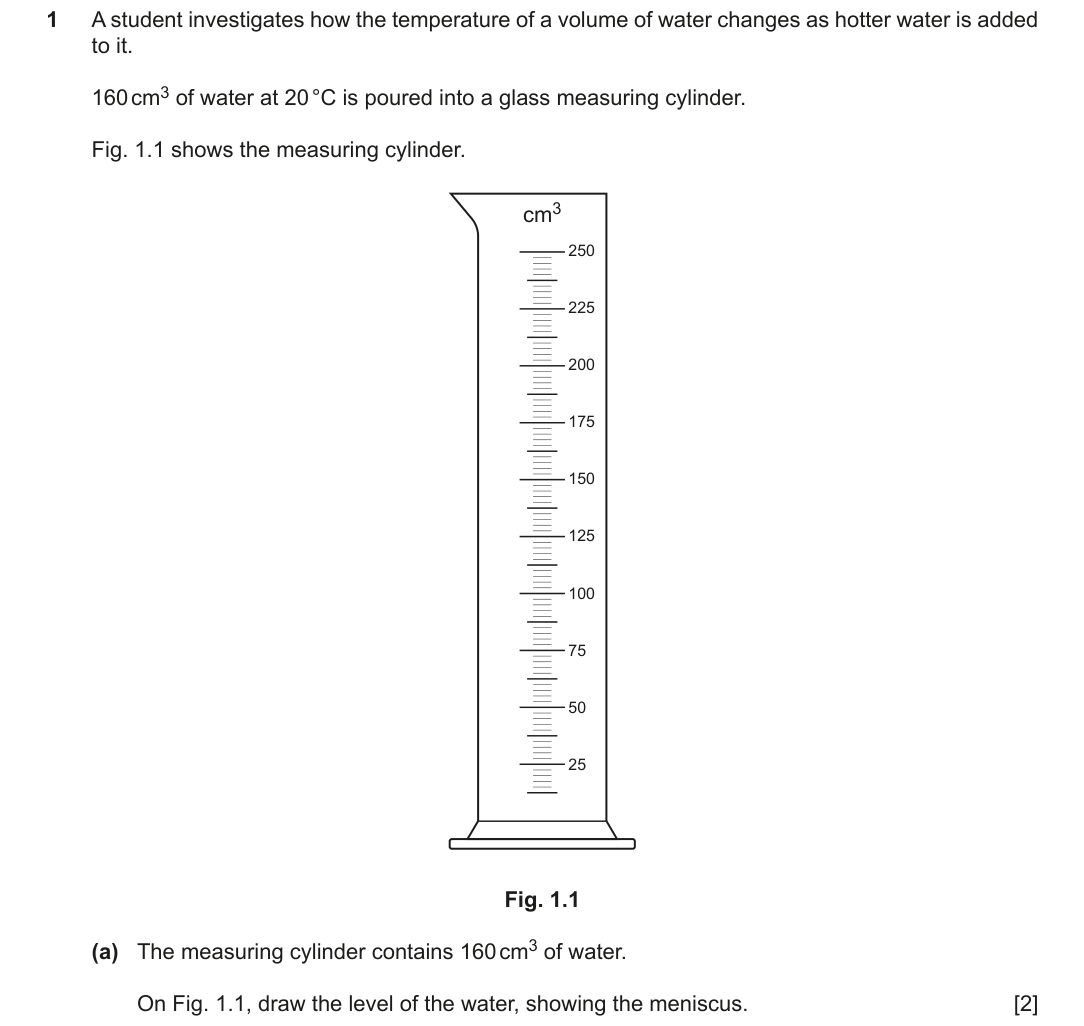 1 A student investigates how the temperature of a volume of water changes as hotter water is added
to it.
160 cm³ of water at 20 °C is poured into a glass measuring cylinder.
Fig. 1.1 shows the measuring cylinder.
cm³
250
225
200
175
150
125
100
75
50
25
Fig. 1.1
(a) The measuring cylinder contains 160 cm³ of water.
On Fig. 1.1, draw the level of the water, showing the meniscus. [2]